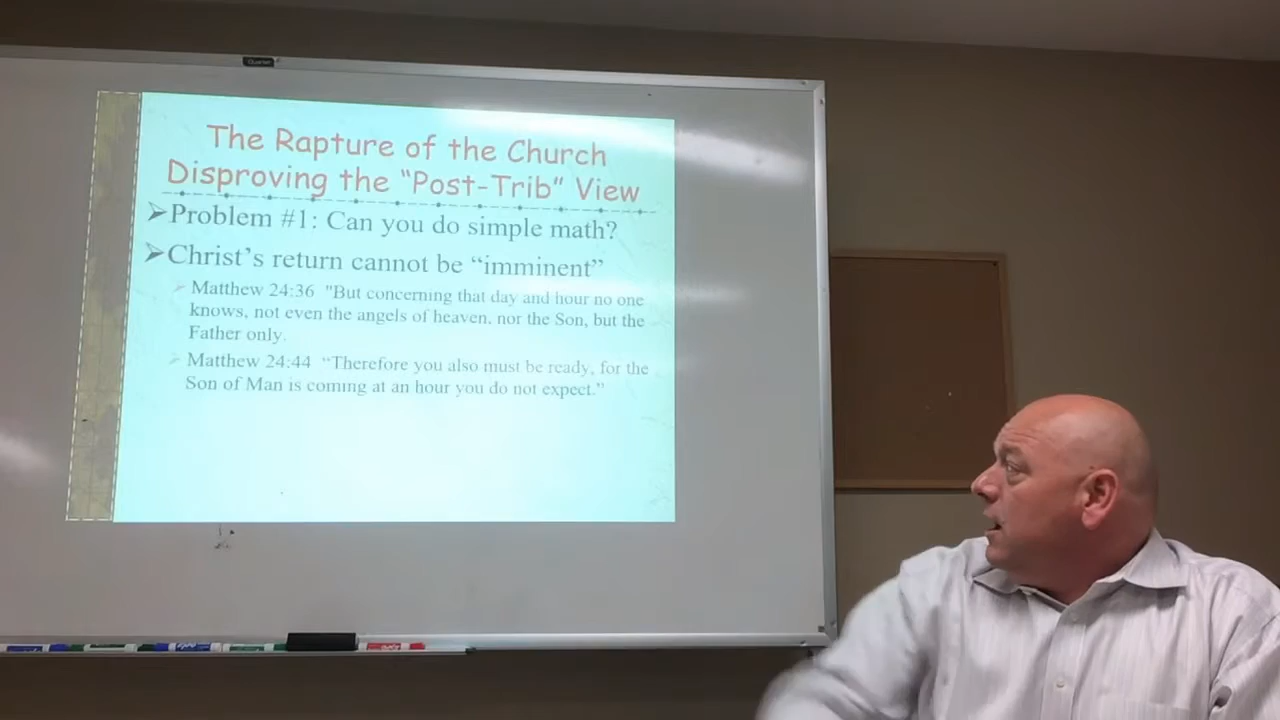 Quartet
The Rapture of the Church
Disproving the “Post-Trib” View
➢Problem #1: Can you do simple math?
➢Christ’s return cannot be “imminent”
Matthew 24:36 "But concerning that day and hour no one
knows, not even the angels of heaven, nor the Son, but the
Father only.
Matthew 24:44 “Therefore you also must be ready, for the
Son of Man is coming at an hour you do not expect.”